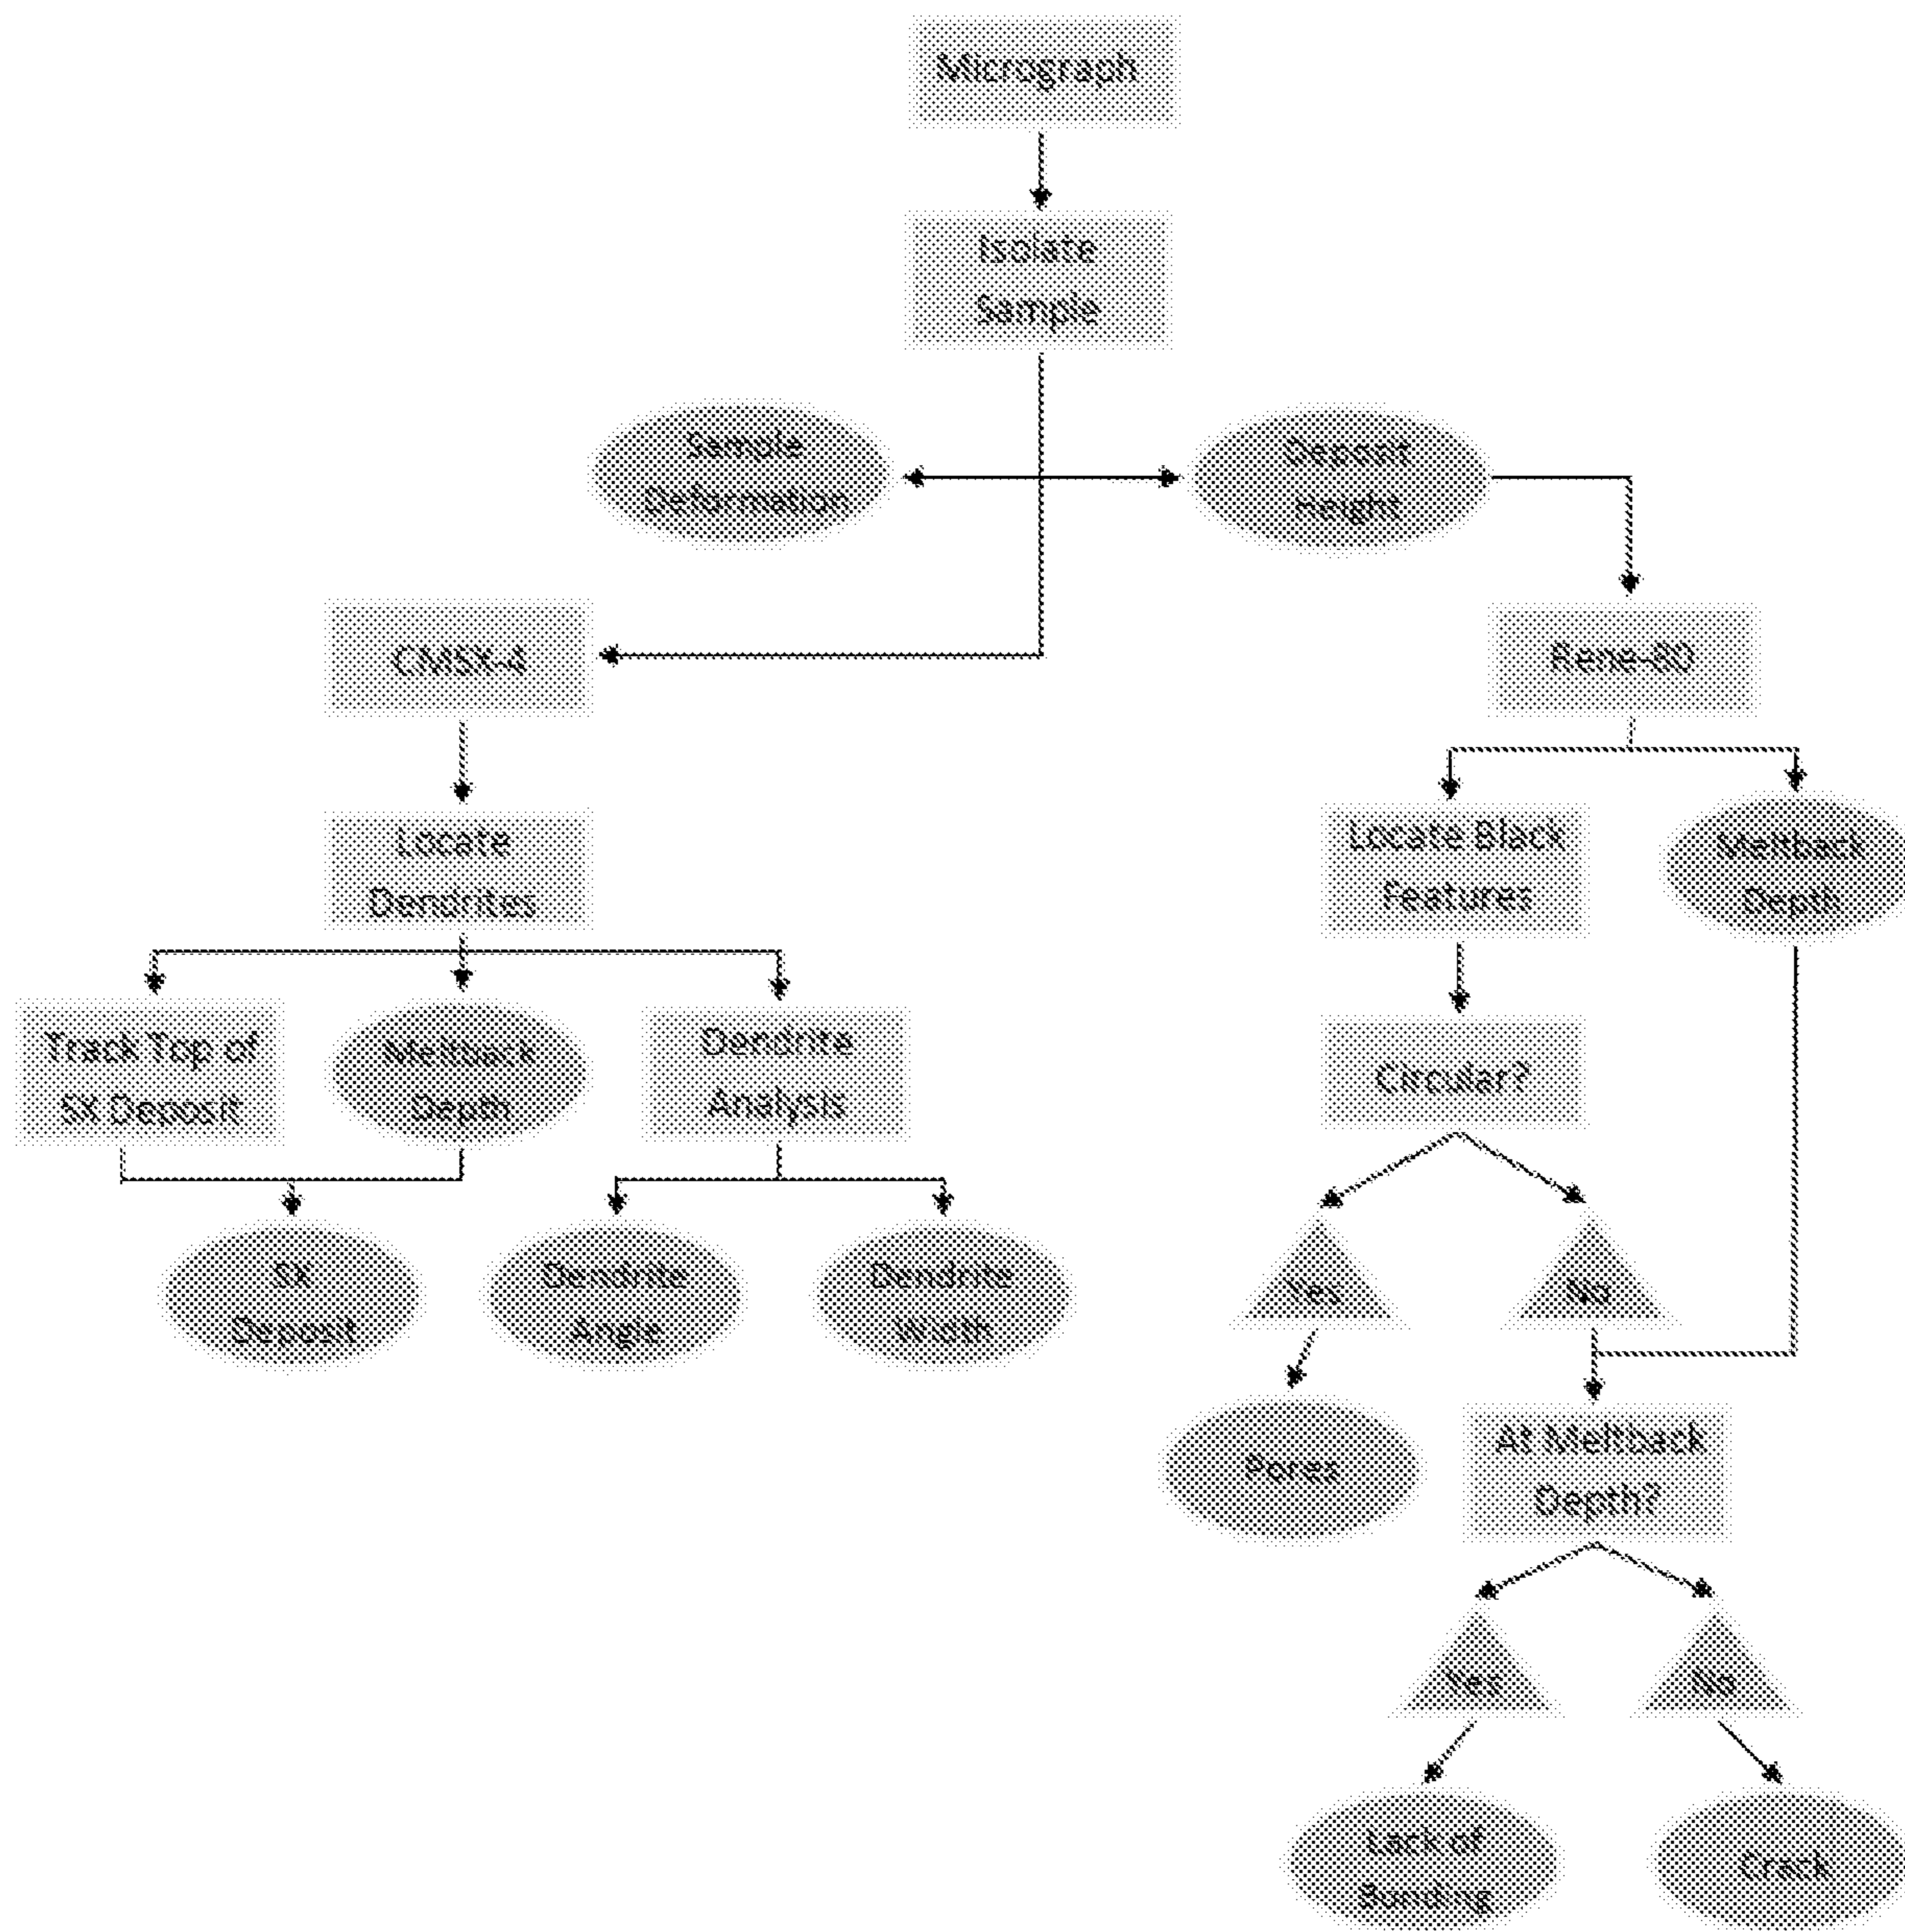 Micrograph
Isolate
Sample
Sample
Deformation
Deposit
Height
CMSX-4
Rene-80
Locate
Dendrites
Locate Black
Features
Meltback
Depth
Track Top of
SX Deposit
Meltback
Depth
Dendrite
Analysis
Circular?
SX
Deposit
Dendrite
Angle
Dendrite
Width
Yes
No
Pores
At Meltback
Depth?
Yes
No
Lack of
Bonding
Crack